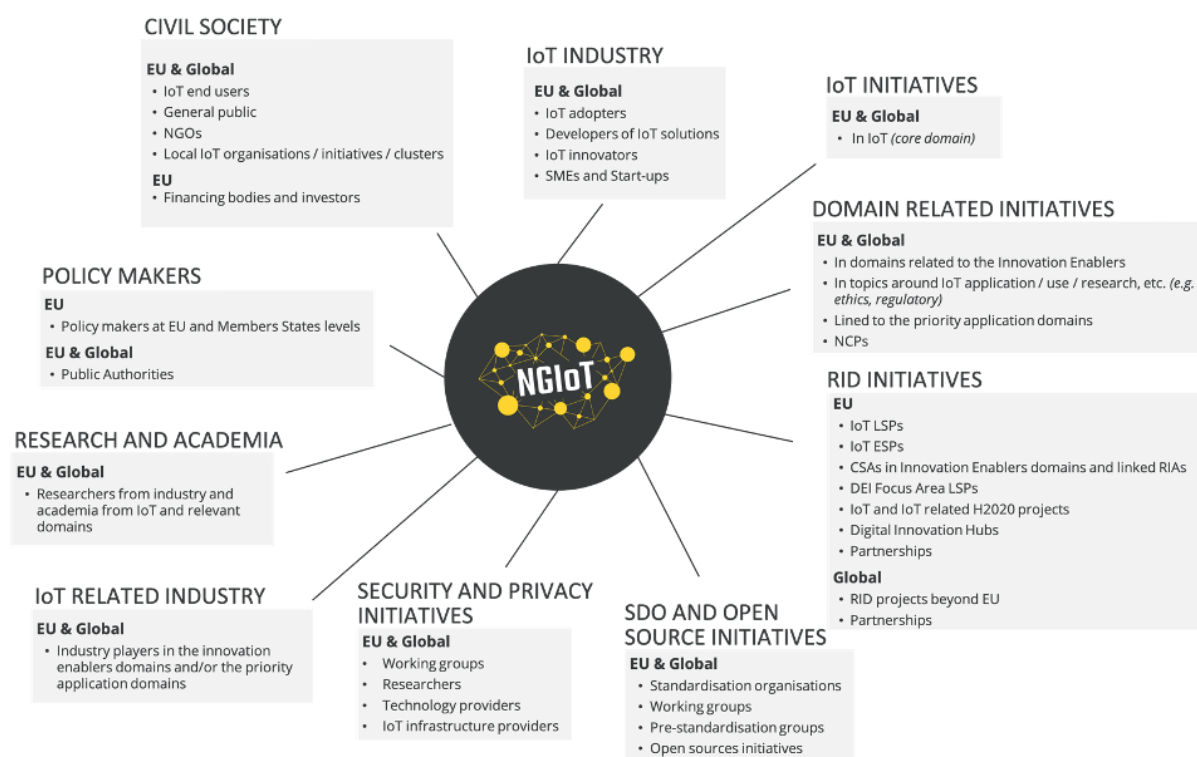 CIVIL SOCIETY
EU & Global
• IoT end users
• General public
• NGOs
• Local IoT organisations / initiatives / clusters
EU
• Financing bodies and investors
IoT INDUSTRY
EU & Global
• IoT adopters
• Developers of IoT solutions
• IoT innovators
• SMEs and Start-ups
IoT INITIATIVES
EU & Global
• In IoT (core domain)
DOMAIN RELATED INITIATIVES
EU & Global
• In domains related to the Innovation Enablers
• In topics around IoT application / use / research, etc. (e.g.
ethics, regulatory)
• Lined to the priority application domains
• NCPs
POLICY MAKERS
EU
• Policy makers at EU and Members States levels
EU & Global
• Public Authorities
NGIoT
RID INITIATIVES
EU
• IoT LSPs
• IoT ESPs
• CSAs in Innovation Enablers domains and linked RIAs
• DEI Focus Area LSPs
• IoT and IoT related H2020 projects
• Digital Innovation Hubs
• Partnerships
Global
• RID projects beyond EU
• Partnerships
RESEARCH AND ACADEMIA
EU & Global
• Researchers from industry and
academia from IoT and relevant
domains
IoT RELATED INDUSTRY
EU & Global
• Industry players in the innovation
enablers domains and/or the priority
application domains
SECURITY AND PRIVACY
INITIATIVES
EU & Global
• Working groups
• Researchers
• Technology providers
• IoT infrastructure providers
SDO AND OPEN
SOURCE INITIATIVES
EU & Global
• Standardisation organisations
• Working groups
• Pre-standardisation groups
• Open sources initiatives